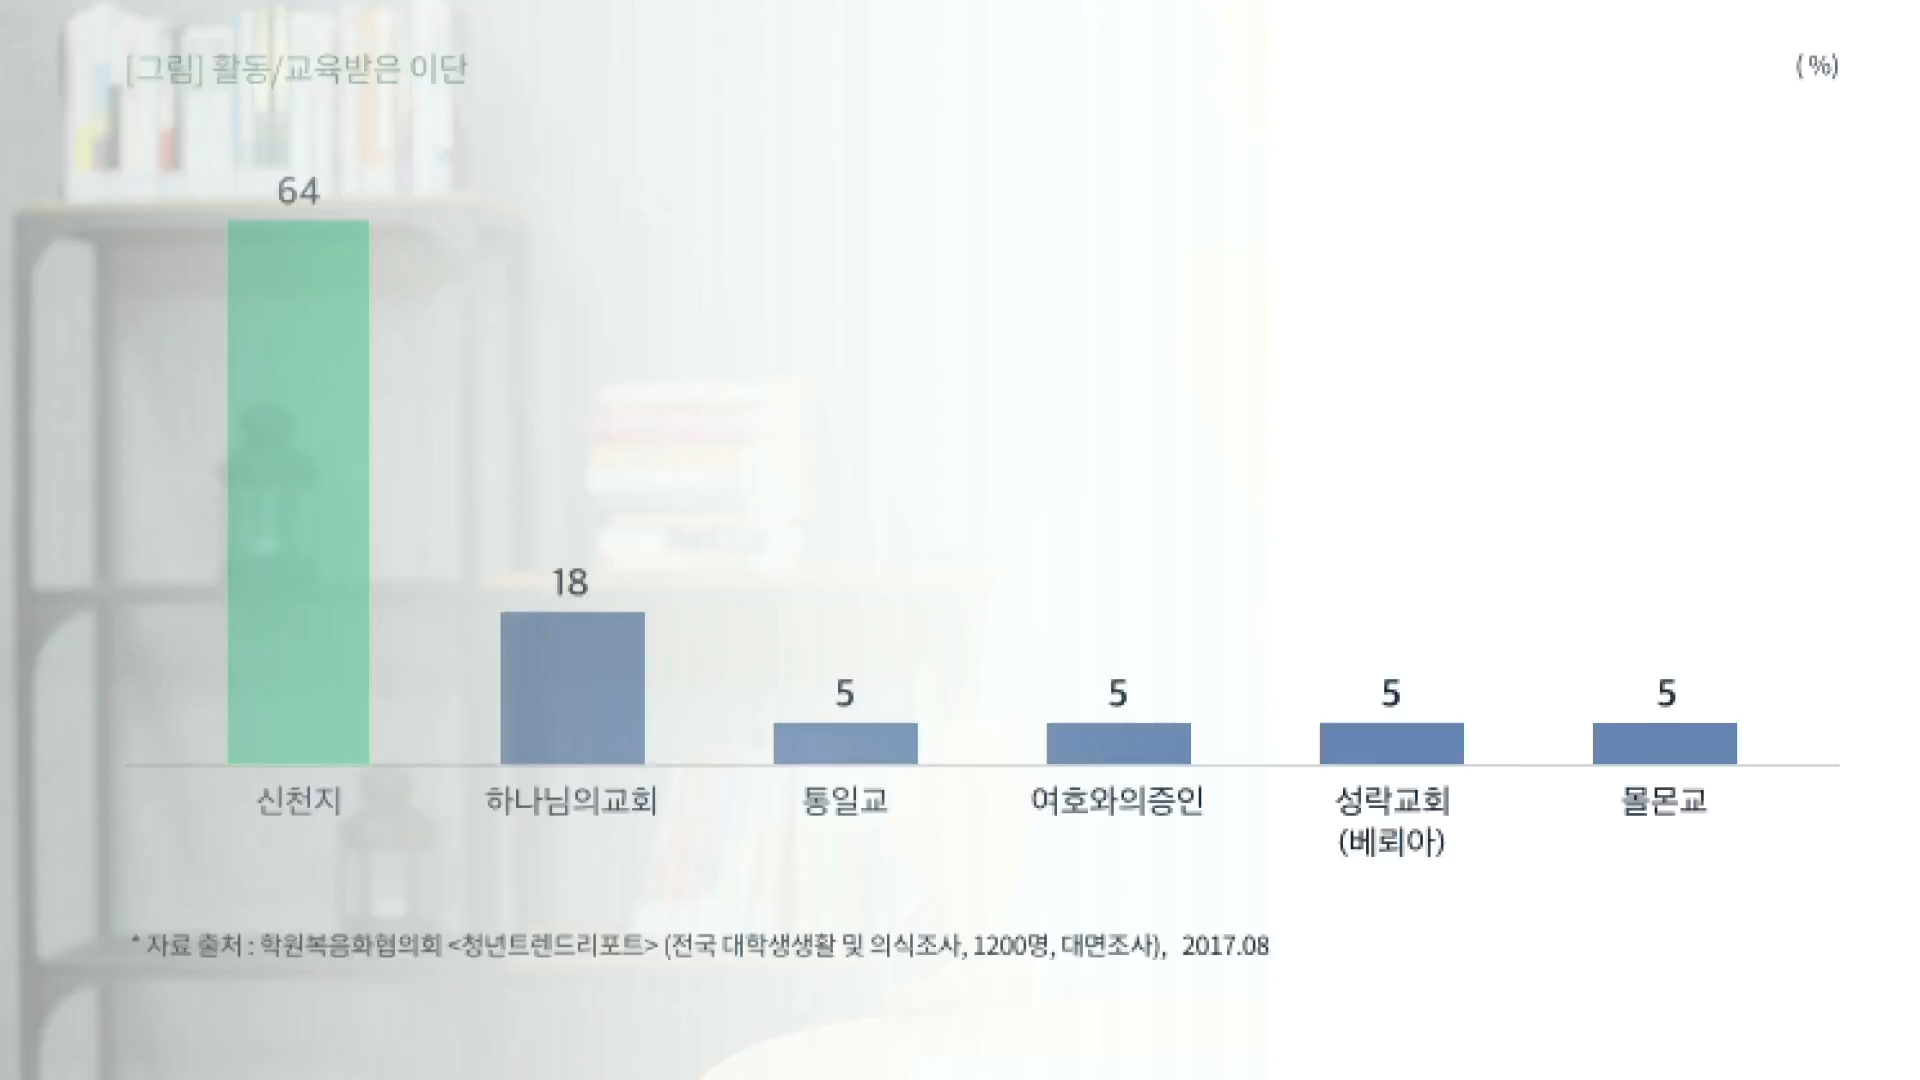 [그림] 활동/교육받은 이단
(%)
64
18
5
5
5
5
신천지
하나님의교회
통일교
여호와의증인
성락교회
(베뢰아)
몰몬교
* 자료 출처 : 학원복음화협의회 <청년트렌드리포트> (전국 대학생생활 및 의식조사, 1200명, 대면조사), 2017.08